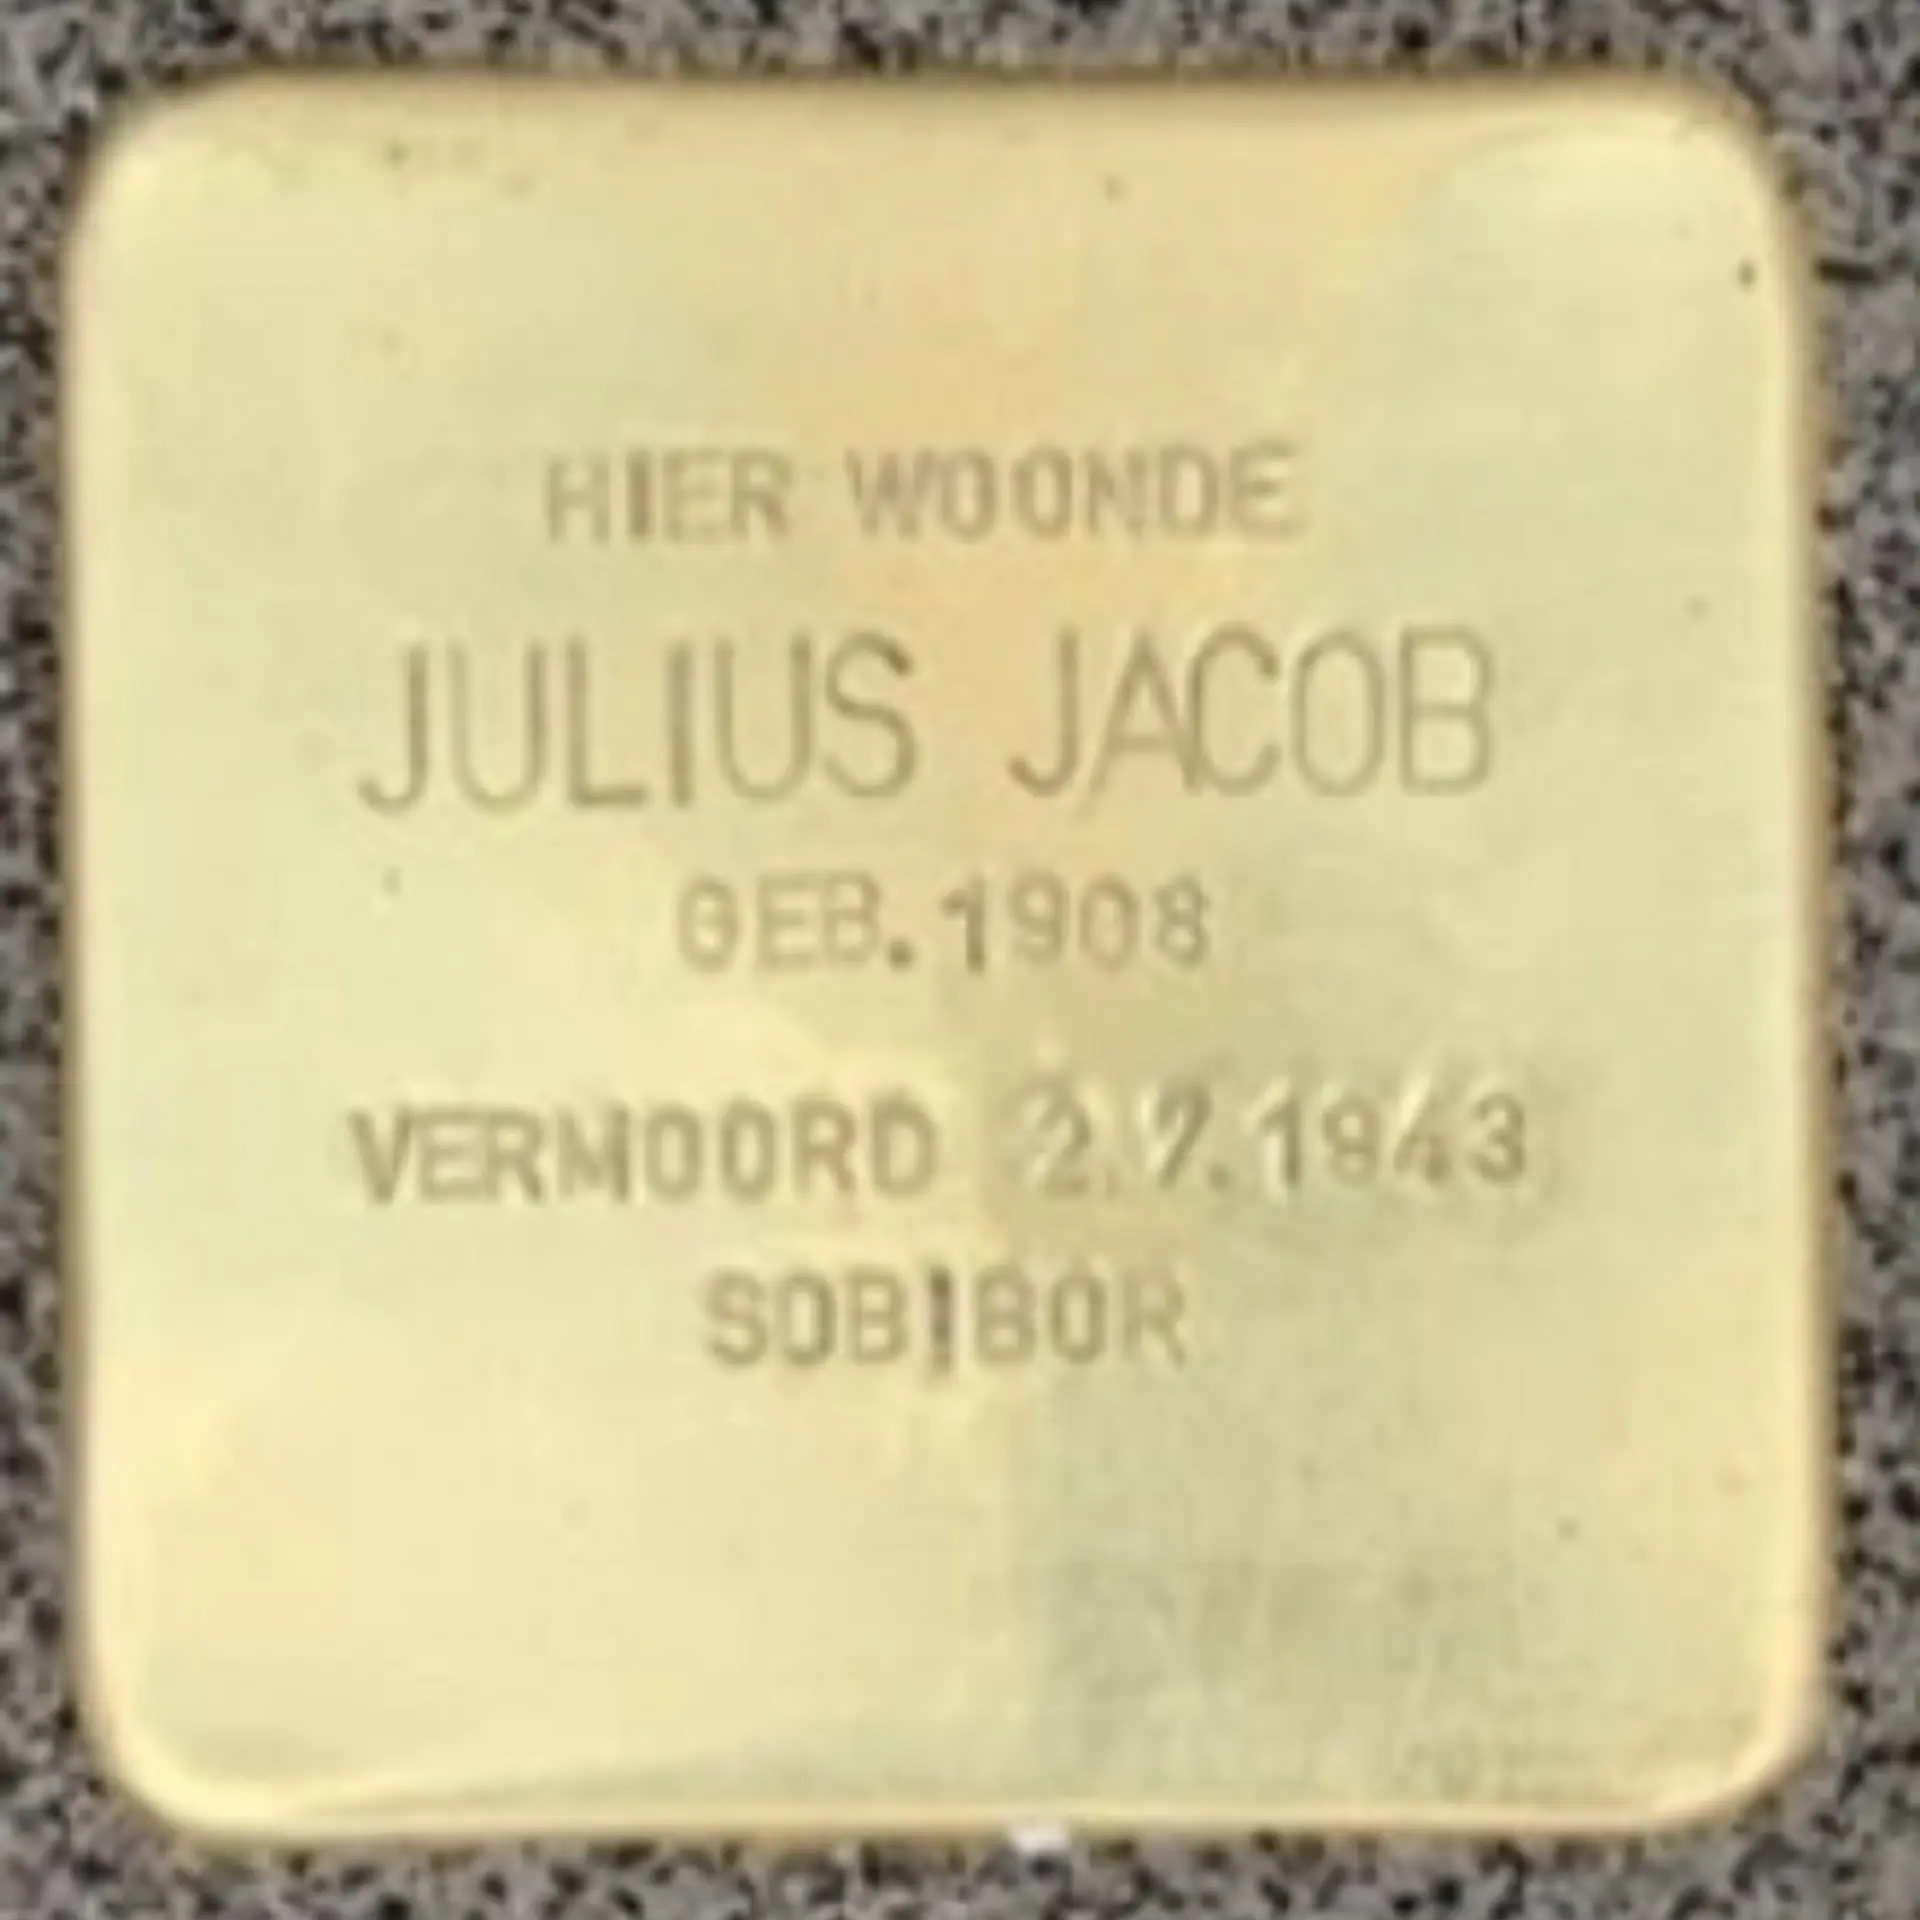 HIER WOONDE
JULIUS JACOB
GEB.1908
VERMOORD 2.7.1943
SOBIBOR